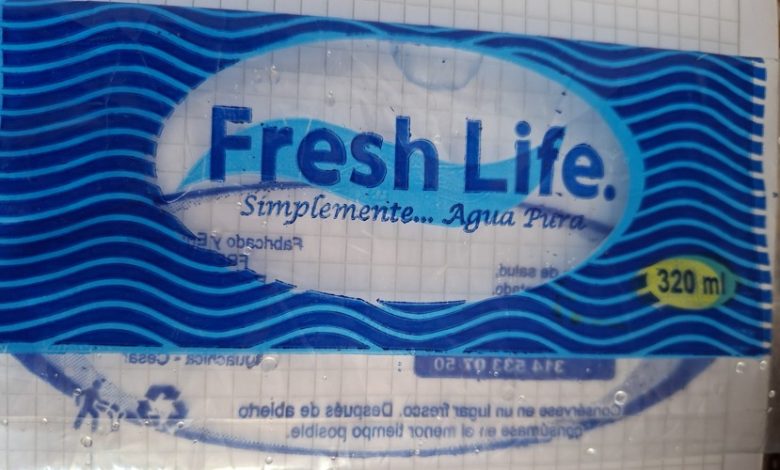 Fresh Life.
Simplemente... Agua Pura
Fabricado y
de salud,
320 ml
aguachica - Cesar
314 533 07 50
Consérvese en un lugar fresco. Después de abierto
consúmase en el menor tiempo posible.